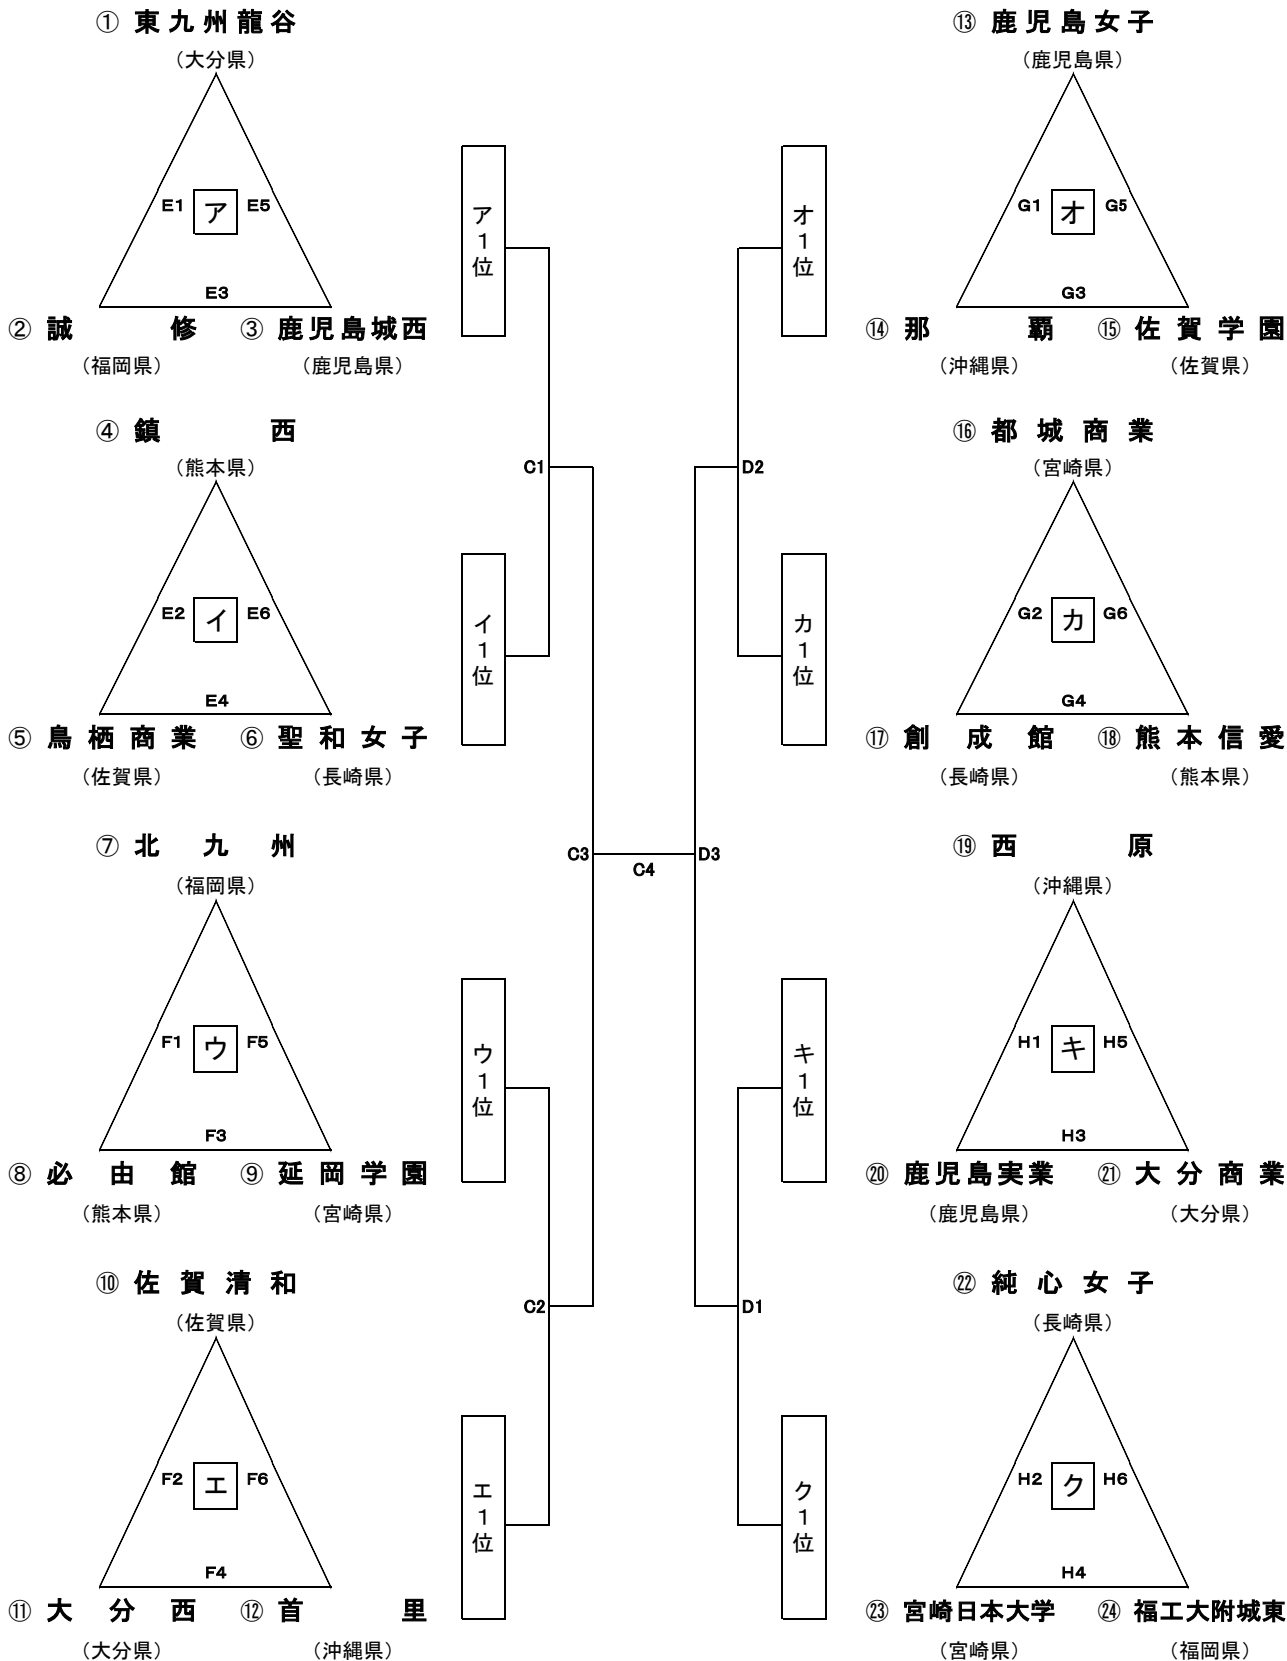 ① 東九州龍谷
（大分県）
E1 ア E5
E3
② 誠 修 ③ 鹿児島城西
（福岡県） （鹿児島県）
④ 鎮 西
（熊本県）
E2 イ E6
E4
⑤ 鳥栖商業 ⑥ 聖和女子
（佐賀県） （長崎県）
⑦ 北九州
（福岡県）
F1 ウ F5
F3
⑧ 必由館 ⑨ 延岡学園
（熊本県） （宮崎県）
⑩ 佐賀清和
（佐賀県）
F2 エ F6
F4
⑪ 大分西 ⑫ 首 里
（大分県） （沖縄県）
ア1位
C1
イ1位
C3
C4
ウ1位
C2
エ1位
オ1位
D2
カ1位
D3
キ1位
D1
ク1位
⑬ 鹿児島女子
（鹿児島県）
G1 オ G5
G3
⑭ 那 覇 ⑮ 佐賀学園
（沖縄県） （佐賀県）
⑯ 都城商業
（宮崎県）
G2 カ G6
G4
⑰ 創成館 ⑱ 熊本信愛
（長崎県） （熊本県）
⑲ 西 原
（沖縄県）
H1 キ H5
H3
⑳ 鹿児島実業 ㉑ 大分商業
（鹿児島県） （大分県）
㉒ 純心女子
（長崎県）
H2 ク H6
H4
㉓ 宮崎日本大学 ㉔ 福工大附城東
（宮崎県） （福岡県）